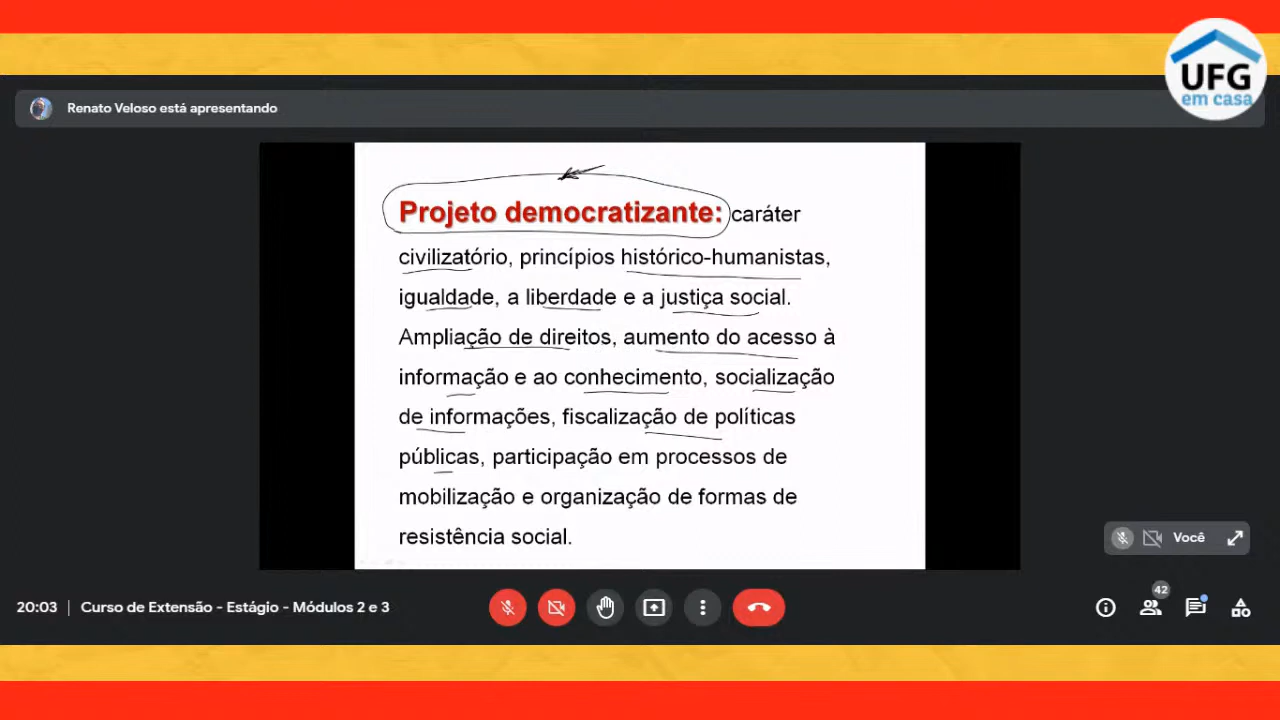 UFG
em casa
Renato Veloso está apresentando
Projeto democratizante: caráter
civilizatório, princípios histórico-humanistas,
igualdade, a liberdade e a justiça social.
Ampliação de direitos, aumento do acesso à
informação e ao conhecimento, socialização
de informações, fiscalização de políticas
públicas, participação em processos de
mobilização e organização de formas de
resistência social.
Você
20:03 | Curso de Extensão - Estágio - Módulos 2 e 3
42